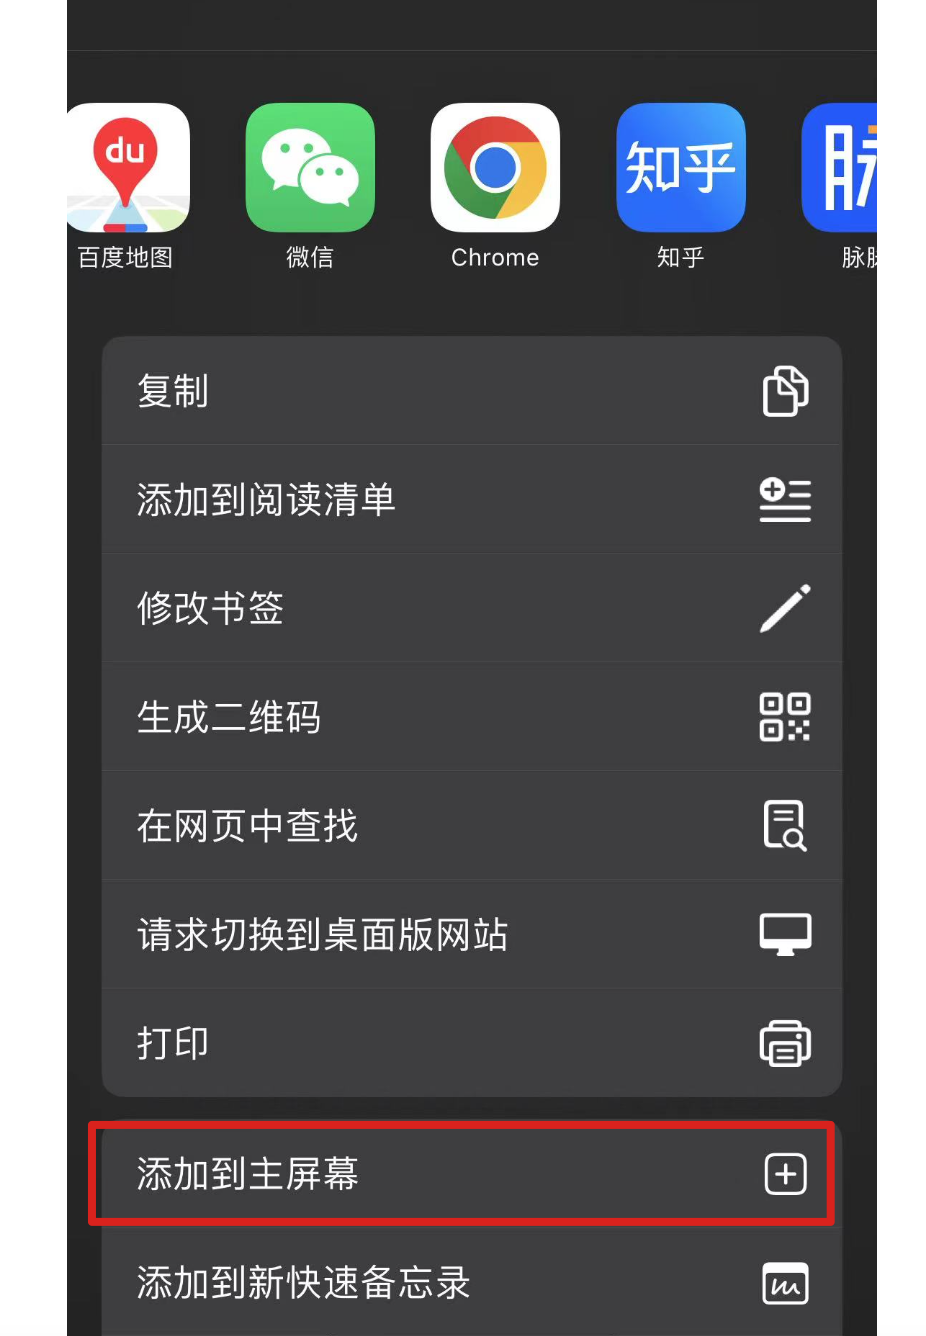 du
知乎
脉
百度地图
微信
Chrome
知乎
脉脉
复制
添加到阅读清单
修改书签
生成二维码
在网页中查找
请求切换到桌面版网站
打印
添加到主屏幕
添加到新快速备忘录